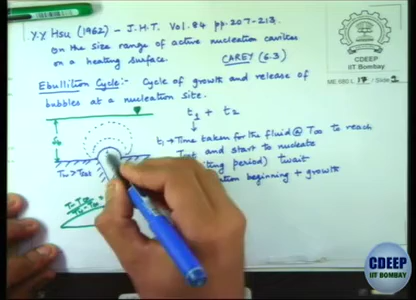 Y.Y. Hsu (1962) - J.H.T. Vol. 84 pp. 207-213.
on the size range of active nucleation cavities
on a heating surface. CAREY (6.3)
CDEEP
IIT Bombay
ME 680 L 17 / Slide 2
Ebullition Cycle:- Cycle of growth and release of
bubbles at a nucleation site.
t1 + t2
t1 → Time taken for the fluid @ T∞ to reach
and start to nucleate
(waiting period) twait
beginning + growth
Tw > Tsat
CDEEP
IIT Bombay